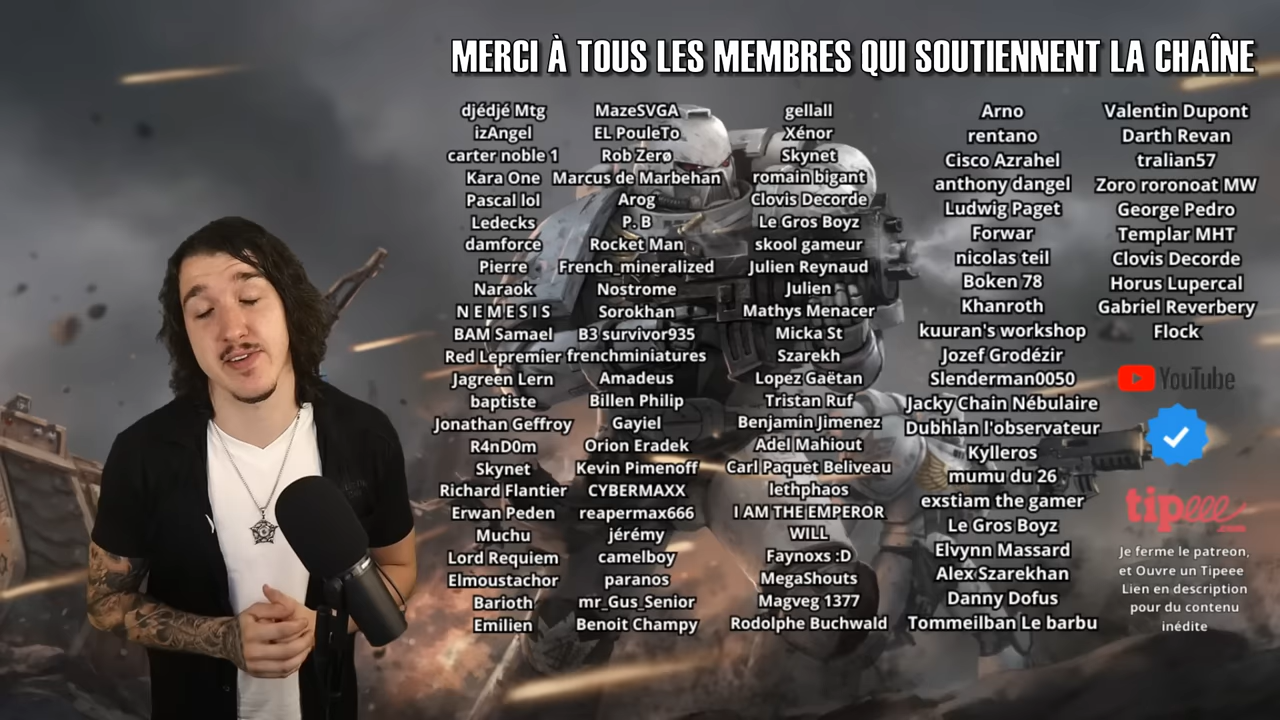 MERCI À TOUS LES MEMBRES QUI SOUTIENNENT LA CHAÎNE
djédjé Mtg
izAngel
carter noble 1
Kara One
Pascal lol
Ledecks
damforce
Pierre
Naraok
N E M E S I S
BAM Samael
Red Lepremier
Jagreen Lern
baptiste
Jonathan Geffroy
R4nD0m
Skynet
Richard Flantier
Erwan Peden
Muchu
Lord Requiem
Elmoustachor
Barioth
Emilien
MazeSVGA
EL PouleTo
Rob Zerø
Marcus de Marbehan
Arog
P. B
Rocket Man
French_mineralized
Nostrome
Sorokhan
B3 survivor935
frenchminiatures
Amadeus
Billen Philip
Gayiel
Orion Eradek
Kevin Pimenoff
CYBERMAXX
reapermax666
jérémy
camelboy
paranos
mr_Gus_Senior
Benoit Champy
gellall
Xénor
Skynet
romain bigant
Clovis Decorde
Le Gros Boyz
skool gameur
Julien Reynaud
Julien
Mathys Menacer
Micka St
Szarekh
Lopez Gaëtan
Tristan Ruf
Benjamin Jimenez
Adel Mahiout
Carl Paquet Beliveau
lethphaos
I AM THE EMPEROR
WILL
Faynoxs :D
MegaShouts
Magveg 1377
Rodolphe Buchwald
Arno
rentano
Cisco Azrahel
anthony dangel
Ludwig Paget
Forwar
nicolas teil
Boken 78
Khanroth
kuuran's workshop
Jozef Grodézir
Slenderman0050
Jacky Chain Nébulaire
Dubhlan l'observateur
Kylleros
mumu du 26
exstiam the gamer
Le Gros Boyz
Elvynn Massard
Alex Szarekhan
Danny Dofus
Tommeilban Le barbu
Valentin Dupont
Darth Revan
tralian57
Zoro roronoat MW
George Pedro
Templar MHT
Clovis Decorde
Horus Lupercal
Gabriel Reverbery
Flock
YouTube
tipeee
.com
Je ferme le patreon,
et Ouvre un Tipeee
Lien en description
pour du contenu
inédite